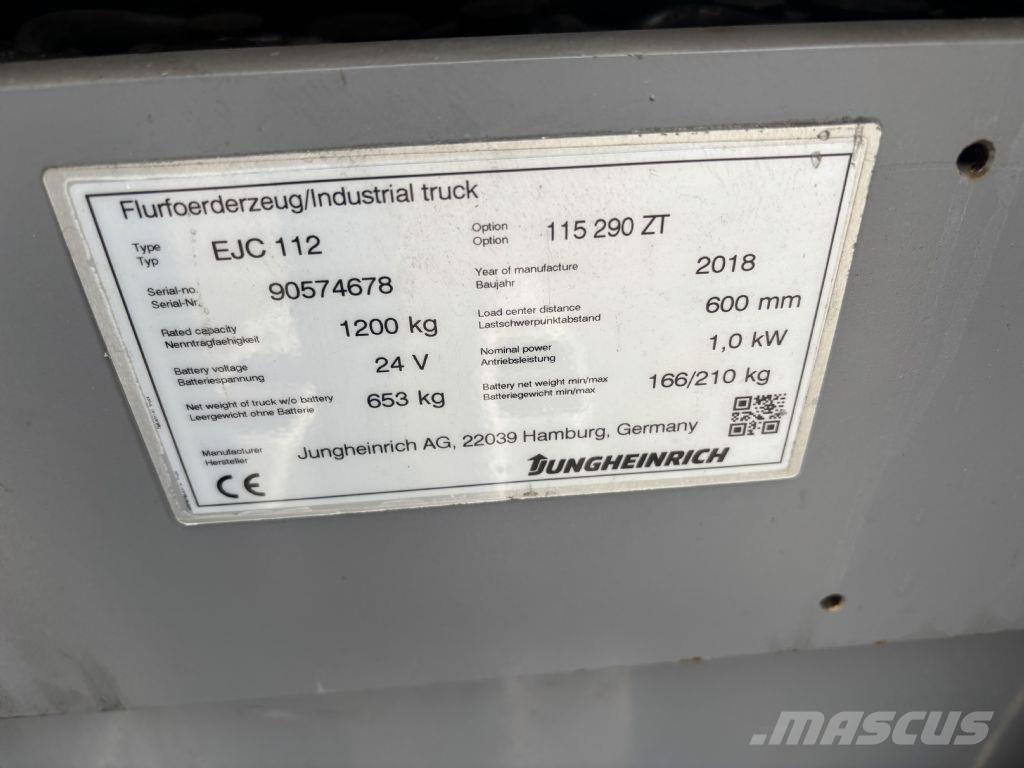 Flurfoerderzeug/Industrial truck
Type EJC 112 Option 115 290 ZT
Typ Option
Serial-no. 90574678 Year of manufacture 2018
Serial-Nr. Baujahr
Rated capacity 1200 kg Load center distance 600 mm
Nenntragfaehigkeit Lastschwerpunktabstand
Battery voltage 24 V Nominal power 1,0 kW
Batteriespannung Antriebsleistung
Net weight of truck w/o battery 653 kg Battery net weight min/max 166/210 kg
Leergewicht ohne Batterie Batteriegewicht min/max
Manufacturer Jungheinrich AG, 22039 Hamburg, Germany
Hersteller
CE JUNGHEINRICH
MASCUS